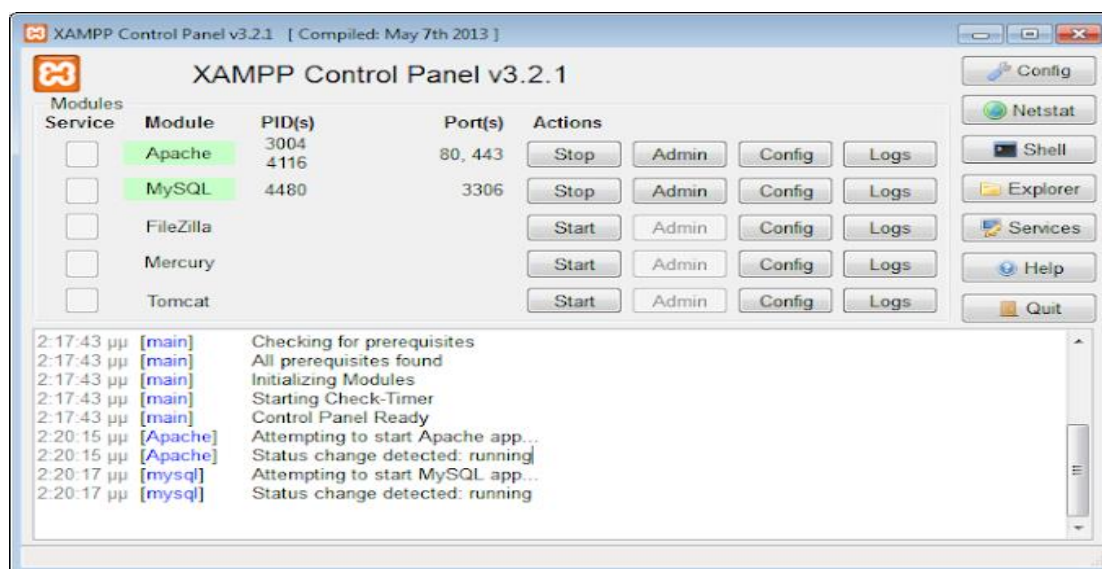 XAMPP Control Panel v3.2.1 [ Compiled: May 7th 2013 ]
XAMPP Control Panel v3.2.1
Config
Netstat
Shell
Explorer
Services
Help
Quit
Modules
Service Module PID(s) Port(s) Actions
Apache 3004 4116 80, 443 Stop Admin Config Logs
MySQL 4480 3306 Stop Admin Config Logs
FileZilla Start Admin Config Logs
Mercury Start Admin Config Logs
Tomcat Start Admin Config Logs
2:17:43 μμ [main] Checking for prerequisites
2:17:43 μμ [main] All prerequisites found
2:17:43 μμ [main] Initializing Modules
2:17:43 μμ [main] Starting Check-Timer
2:17:43 μμ [main] Control Panel Ready
2:20:15 μμ [Apache] Attempting to start Apache app...
2:20:15 μμ [Apache] Status change detected: running
2:20:17 μμ [mysql] Attempting to start MySQL app...
2:20:17 μμ [mysql] Status change detected: running